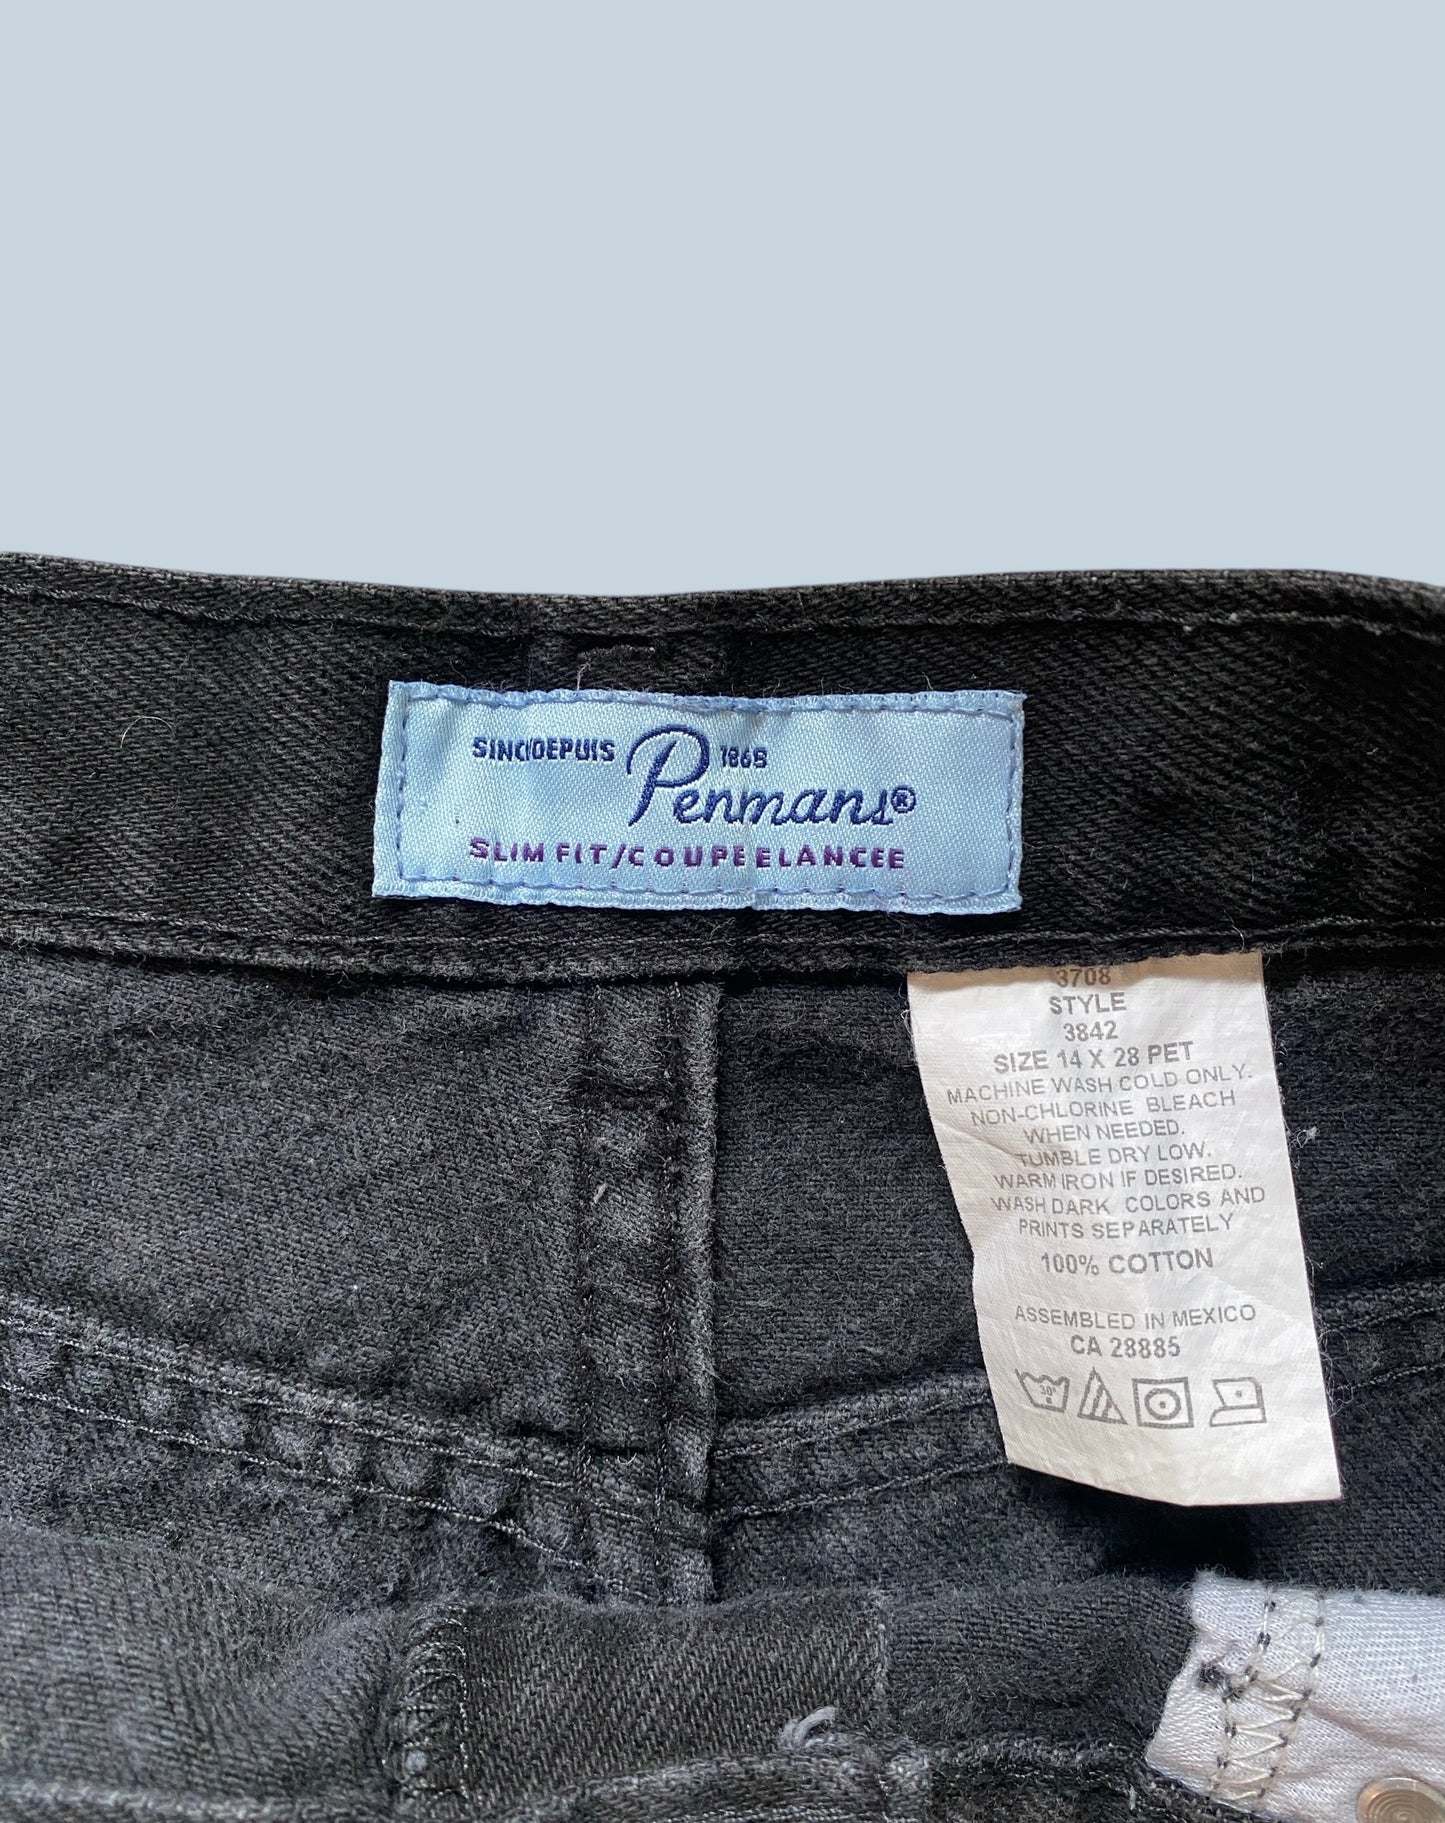 SINCE/DEPUIS Penmans® 1868
SLIM FIT/COUPE ELANCEE
3708
STYLE
3842
SIZE 14 X 28 PET
MACHINE WASH COLD ONLY.
NON-CHLORINE BLEACH
WHEN NEEDED.
TUMBLE DRY LOW.
WARM IRON IF DESIRED.
WASH DARK COLORS AND
PRINTS SEPARATELY
100% COTTON
ASSEMBLED IN MEXICO
CA 28885
30°